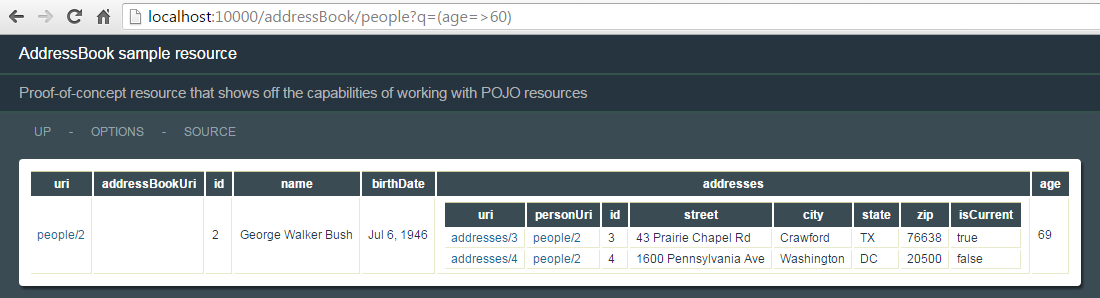 localhost:10000/addressBook/people?q=(age=>60)
AddressBook sample resource
Proof-of-concept resource that shows off the capabilities of working with POJO resources
UP - OPTIONS - SOURCE
uri addressBookUri id name birthDate addresses age
uri personUri id street city state zip isCurrent
people/2 2 George Walker Bush Jul 6, 1946 69
addresses/3 people/2 3 43 Prairie Chapel Rd Crawford TX 76638 true
addresses/4 people/2 4 1600 Pennsylvania Ave Washington DC 20500 false